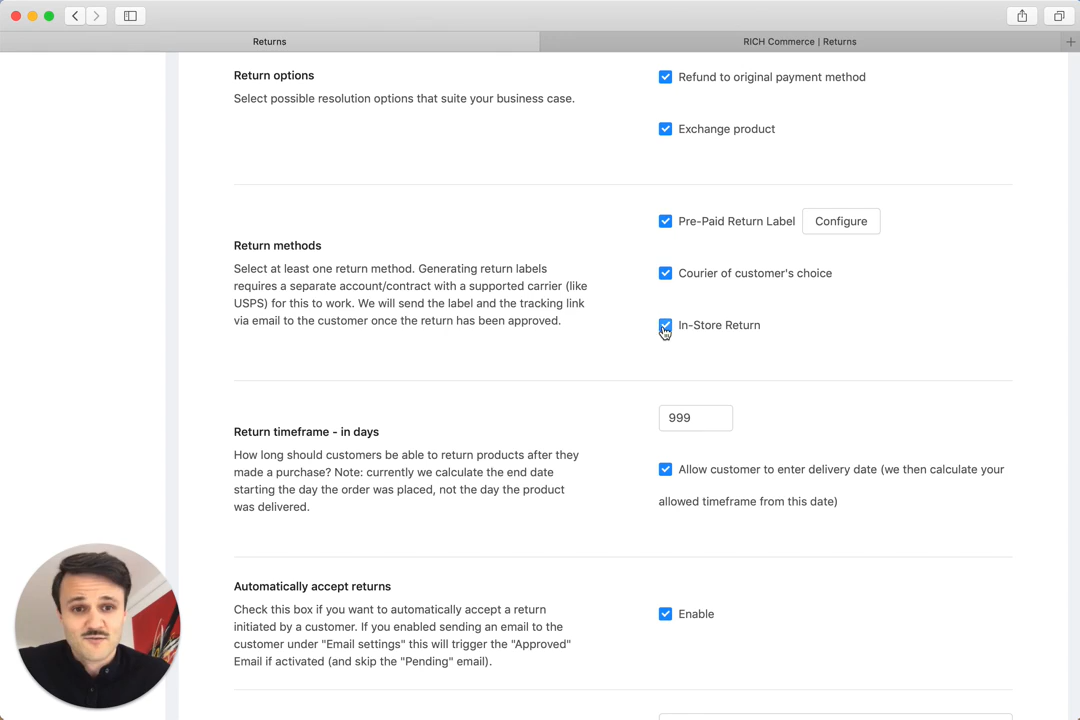 Returns
RICH Commerce | Returns
Return options
Select possible resolution options that suite your business case.
Refund to original payment method
Exchange product
Return methods
Select at least one return method. Generating return labels
requires a separate account/contract with a supported carrier (like
USPS) for this to work. We will send the label and the tracking link
via email to the customer once the return has been approved.
Pre-Paid Return Label
Configure
Courier of customer's choice
In-Store Return
Return timeframe - in days
How long should customers be able to return products after they
made a purchase? Note: currently we calculate the end date
starting the day the order was placed, not the day the product
was delivered.
999
Allow customer to enter delivery date (we then calculate your
allowed timeframe from this date)
Automatically accept returns
Check this box if you want to automatically accept a return
initiated by a customer. If you enabled sending an email to the
customer under "Email settings" this will trigger the "Approved"
Email if activated (and skip the "Pending" email).
Enable